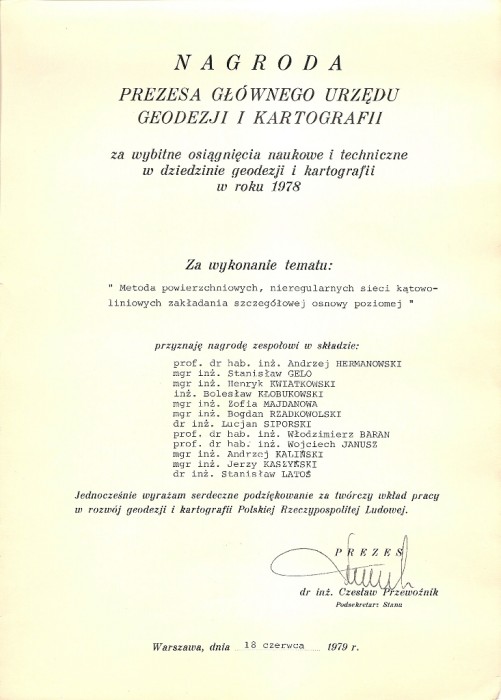 NAGRODA
PREZESA GŁÓWNEGO URZĘDU
GEODEZJI I KARTOGRAFII
za wybitne osiągnięcia naukowe i techniczne
w dziedzinie geodezji i kartografii
w roku 1978
Za wykonanie tematu:
" Metoda powierzchniowych, nieregularnych sieci kątowo-
liniowych zakładania szczegółowej osnowy poziomej "
przyznaję nagrodę zespołowi w składzie:
prof. dr hab. inż. Andrzej HERMANOWSKI
mgr inż. Stanisław GELO
mgr inż. Henryk KWIATKOWSKI
inż. Bolesław KŁOBUKOWSKI
mgr inż. Zofia MAJDANOWA
mgr inż. Bogdan RZADKOWOLSKI
dr inż. Lucjan SIPORSKI
prof. dr hab. inż. Włodzimierz BARAN
prof. dr hab. inż. Wojciech JANUSZ
mgr inż. Andrzej KALIŃSKI
mgr inż. Jerzy KASZYŃSKI
dr inż. Stanisław LATOŚ
Jednocześnie wyrażam serdeczne podziękowanie za twórczy wkład pracy
w rozwój geodezji i kartografii Polskiej Rzeczypospolitej Ludowej.
PREZES
dr inż. Czesław Przewoźnik
Podsekretarz Stanu
Warszawa, dnia 18 czerwca 1979 r.